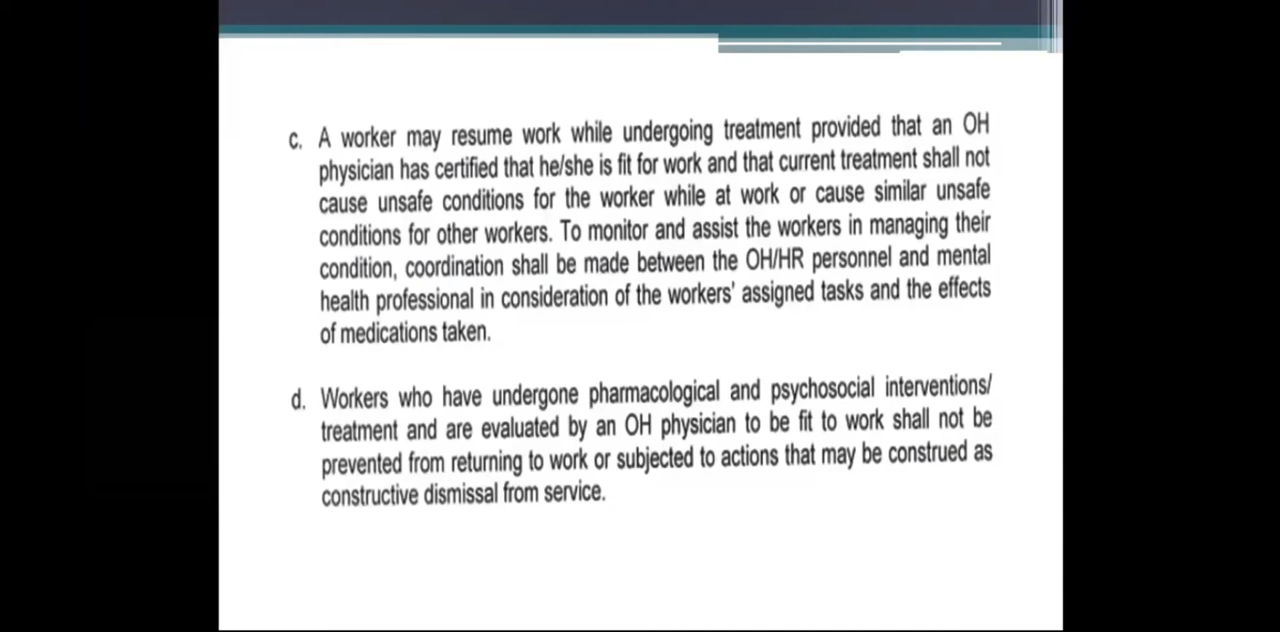 c. A worker may resume work while undergoing treatment provided that an OH
physician has certified that he/she is fit for work and that current treatment shall not
cause unsafe conditions for the worker while at work or cause similar unsafe
conditions for other workers. To monitor and assist the workers in managing their
condition, coordination shall be made between the OH/HR personnel and mental
health professional in consideration of the workers' assigned tasks and the effects
of medications taken.
d. Workers who have undergone pharmacological and psychosocial interventions/
treatment and are evaluated by an OH physician to be fit to work shall not be
prevented from returning to work or subjected to actions that may be construed as
constructive dismissal from service.